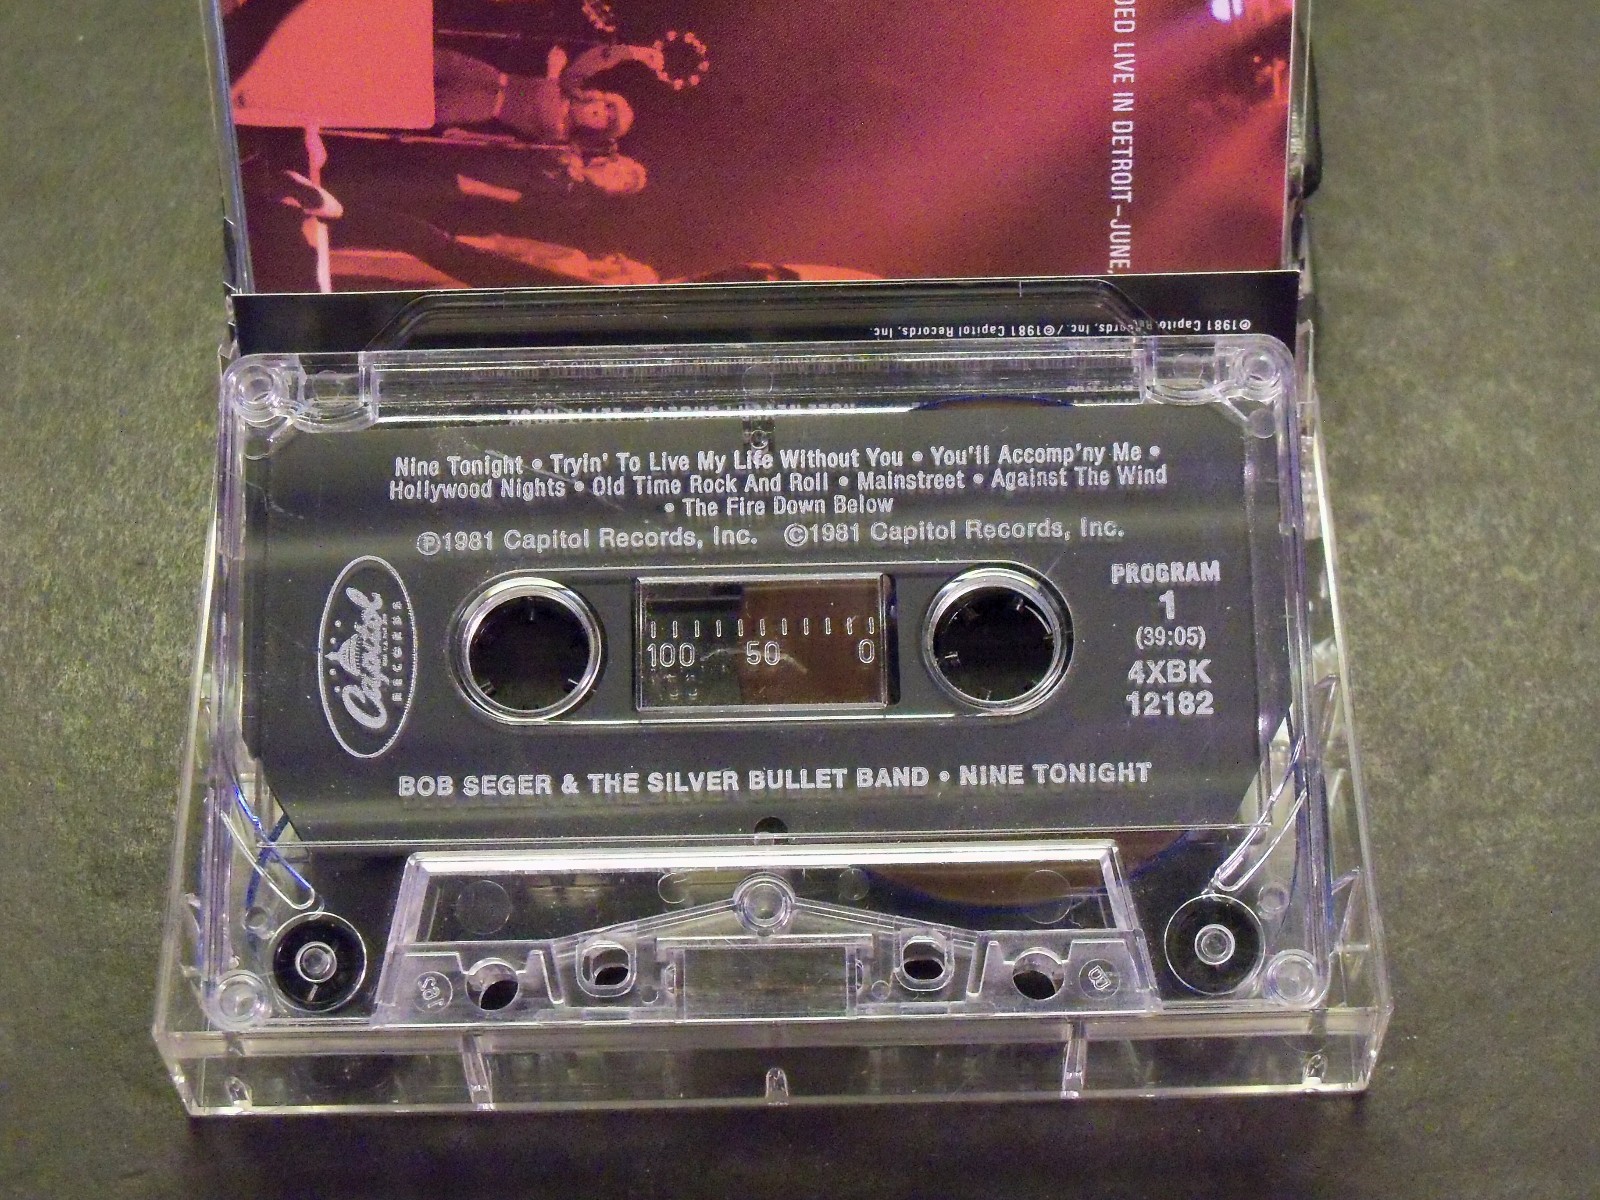 DED LIVE IN DETROIT–JUNE,
℗1981 Capitol Records, Inc./©1981 Capitol Records, Inc.
Nine Tonight • Tryin' To Live My Life Without You • You'll Accomp'ny Me •
Hollywood Nights • Old Time Rock And Roll • Mainstreet • Against The Wind
• The Fire Down Below
℗1981 Capitol Records, Inc. ©1981 Capitol Records, Inc.
Capitol
RECORDS
100 50 0
PROGRAM
1
(39:05)
4XBK
12182
BOB SEGER & THE SILVER BULLET BAND • NINE TONIGHT